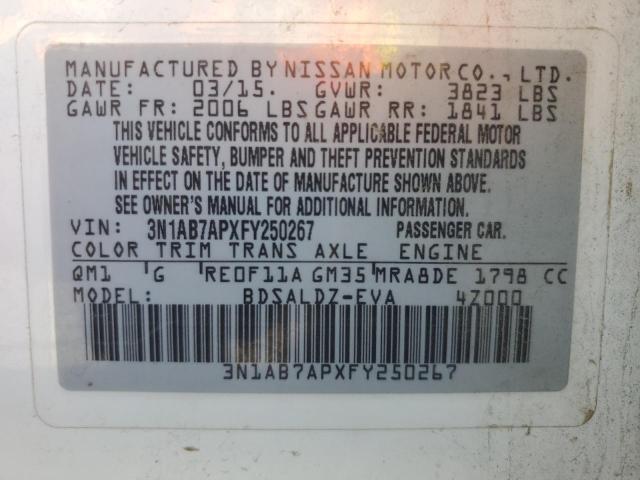 MANUFACTURED BY NISSAN MOTOR CO., LTD.
DATE: 03/15. GVWR: 3823 LBS
GAWR FR: 2006 LBS GAWR RR: 1841 LBS
THIS VEHICLE CONFORMS TO ALL APPLICABLE FEDERAL MOTOR
VEHICLE SAFETY, BUMPER AND THEFT PREVENTION STANDARDS
IN EFFECT ON THE DATE OF MANUFACTURE SHOWN ABOVE.
SEE OWNER'S MANUAL FOR ADDITIONAL INFORMATION.
VIN: 3N1AB7APXFY250267 PASSENGER CAR.
COLOR TRIM TRANS AXLE ENGINE
QM1 G RE0F11A GM35 MRA8DE 1798 CC
BDSALDZ-EVA 4Z000
3N1AB7APXFY250267